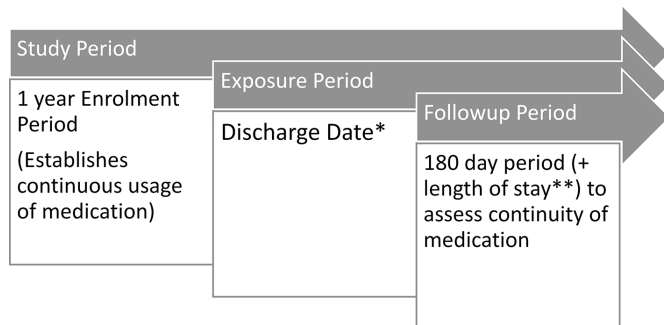 Study Period
1 year Enrolment
Period
(Establishes
continuous usage
of medication)
Exposure Period
Discharge Date*
Followup Period
180 day period (+
length of stay**) to
assess continuity of
medication